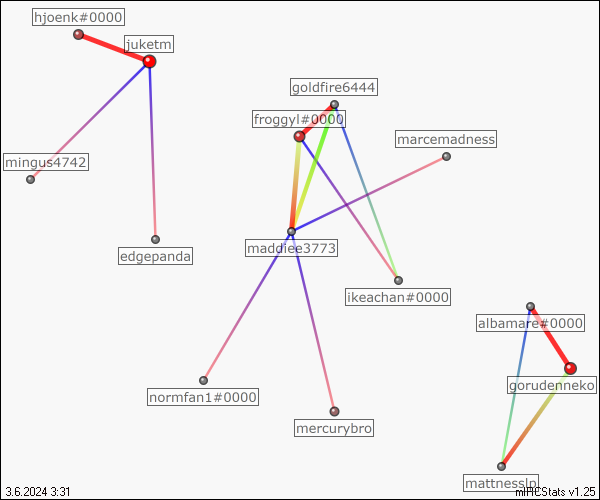 hjoenk#0000
juketm
goldfire6444
froggyl#0000
marcemadness
mingus4742
maddiee3773
edgepanda
ikeachan#0000
albamare#0000
gorudenneko
normfan1#0000
mercurybro
mattnesslp
3.6.2024 3:31
mIRCStats v1.25